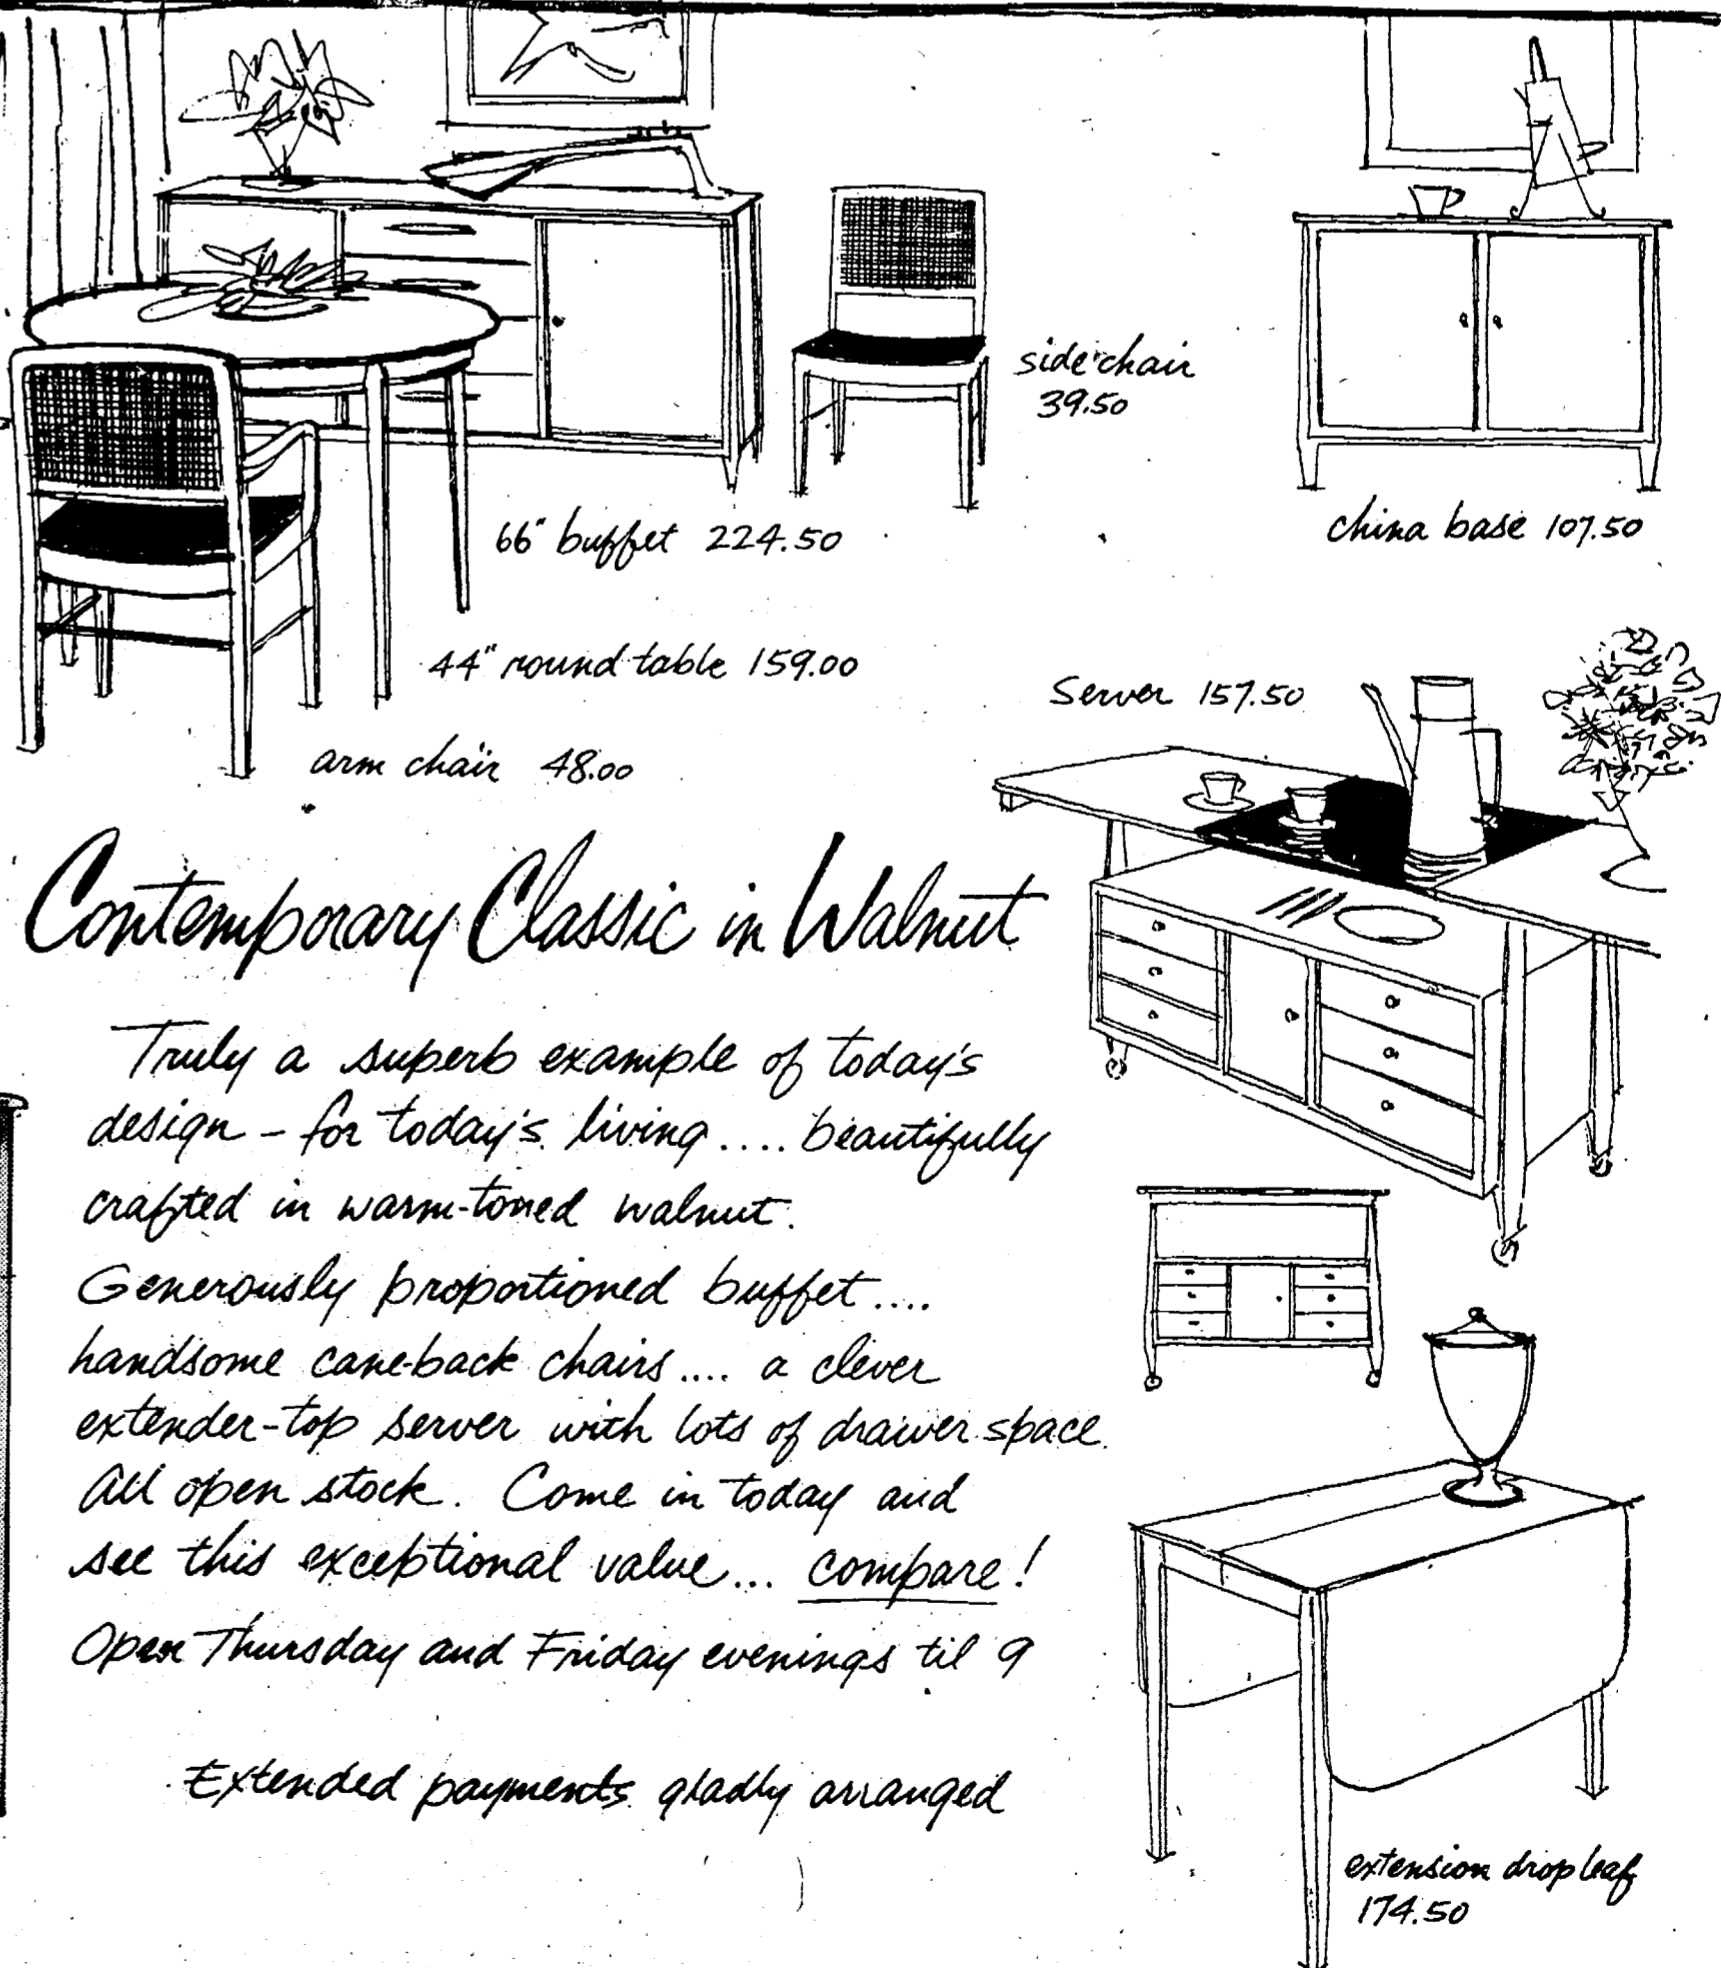 side chair
39.50
66" buffet 224.50
china base 107.50
44" round table 159.00
Server 157.50
arm chair 48.00
Contemporary Classic in Walnut
Truly a superb example of today's
design - for today's living.... beautifully
crafted in warm-toned walnut.
Generously proportioned buffet....
handsome cane-back chairs.... a clever
extender-top server with lots of drawer space.
All open stock. Come in today and
see this exceptional value... compare!
Open Thursday and Friday evenings til 9
Extended payments gladly arranged
extension drop leaf
174.50